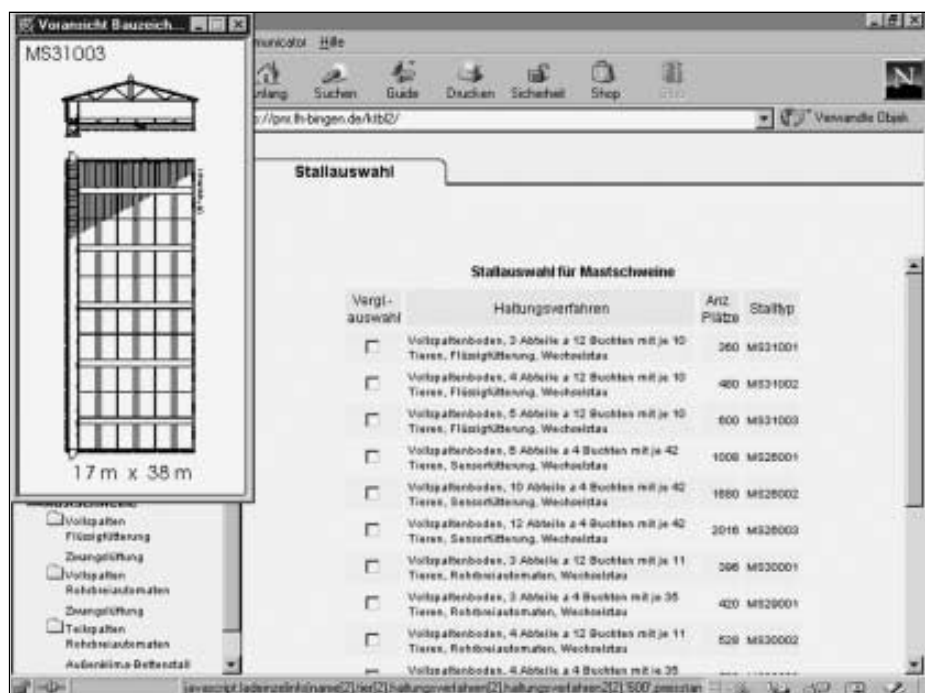 Voransicht Bauzeich...
MS31003
17 m x 38 m
municator Hilfe
Anfang Suchen Guide Drucken Sicherheit Shop
://pnx.fh-bingen.de/ktbl2/
Verwandte Objek
Stallauswahl
Stallauswahl für Mastschweine
Vergl.-
auswahl Haltungsverfahren Anz. Plätze Stalltyp
Vollspaltenboden, 3 Abteile a 12 Buchten mit je 10
Tieren, Flüssigfütterung, Wechselstau 360 MS31001
Vollspaltenboden, 4 Abteile a 12 Buchten mit je 10
Tieren, Flüssigfütterung, Wechselstau 480 MS31002
Vollspaltenboden, 5 Abteile a 12 Buchten mit je 10
Tieren, Flüssigfütterung, Wechselstau 600 MS31003
Vollspaltenboden, 6 Abteile a 4 Buchten mit je 42
Tieren, Sensorfütterung, Wechselstau 1008 MS26001
Vollspaltenboden, 10 Abteile a 4 Buchten mit je 42
Tieren, Sensorfütterung, Wechselstau 1680 MS26002
Vollspaltenboden, 12 Abteile a 4 Buchten mit je 42
Tieren, Sensorfütterung, Wechselstau 2016 MS26003
Vollspaltenboden, 3 Abteile a 12 Buchten mit je 11
Tieren, Rohrbreiautomaten, Wechselstau 396 MS30001
Vollspaltenboden, 3 Abteile a 4 Buchten mit je 35
Tieren, Rohrbreiautomaten, Wechselstau 420 MS29001
Vollspaltenboden, 4 Abteile a 12 Buchten mit je 11
Tieren, Rohrbreiautomaten, Wechselstau 528 MS30002
Vollspaltenboden, 4 Abteile a 4 Buchten mit je 35
Vollspalten
Flüssigfütterung
Zwangslüftung
Vollspalten
Rohrbreiautomaten
Zwangslüftung
Teilspalten
Rohrbreiautomaten
Außenklima-Bettenstall